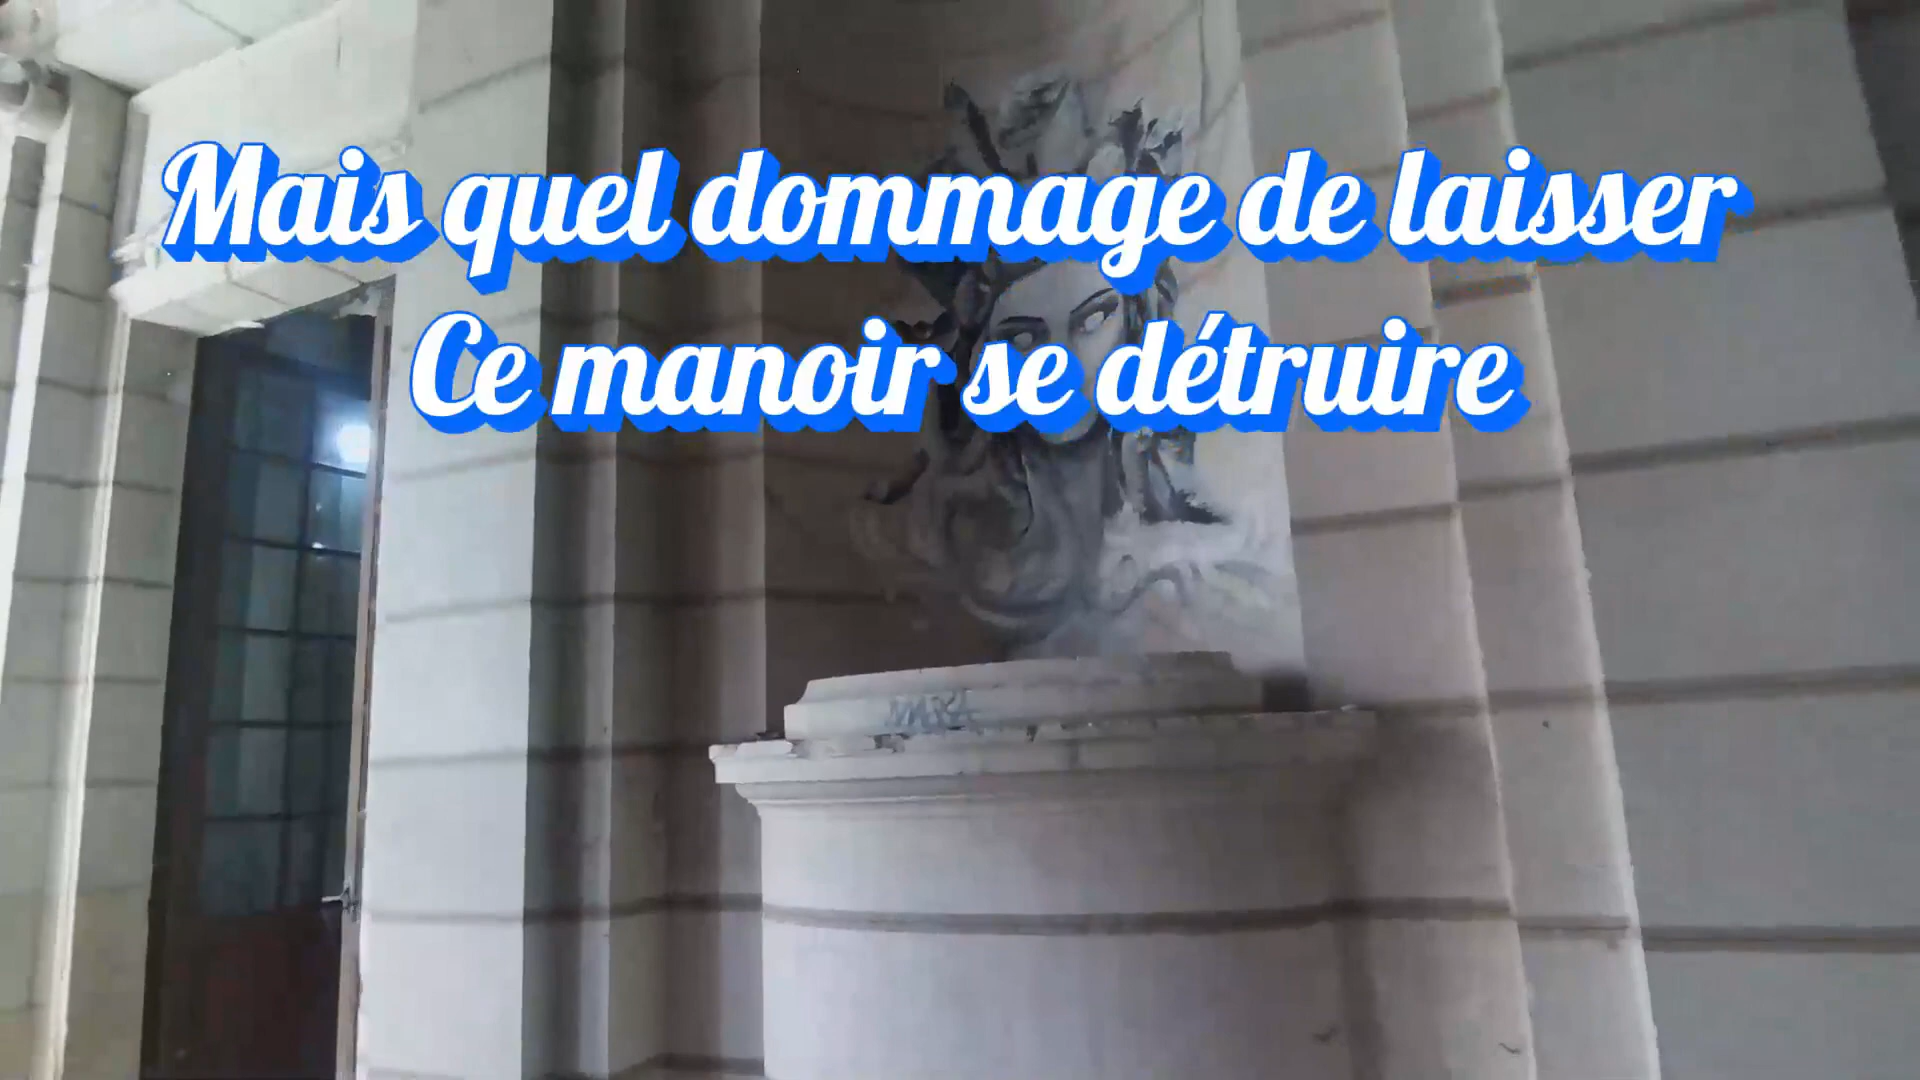 Mais quel dommage de laisser
Ce manoir se détruire